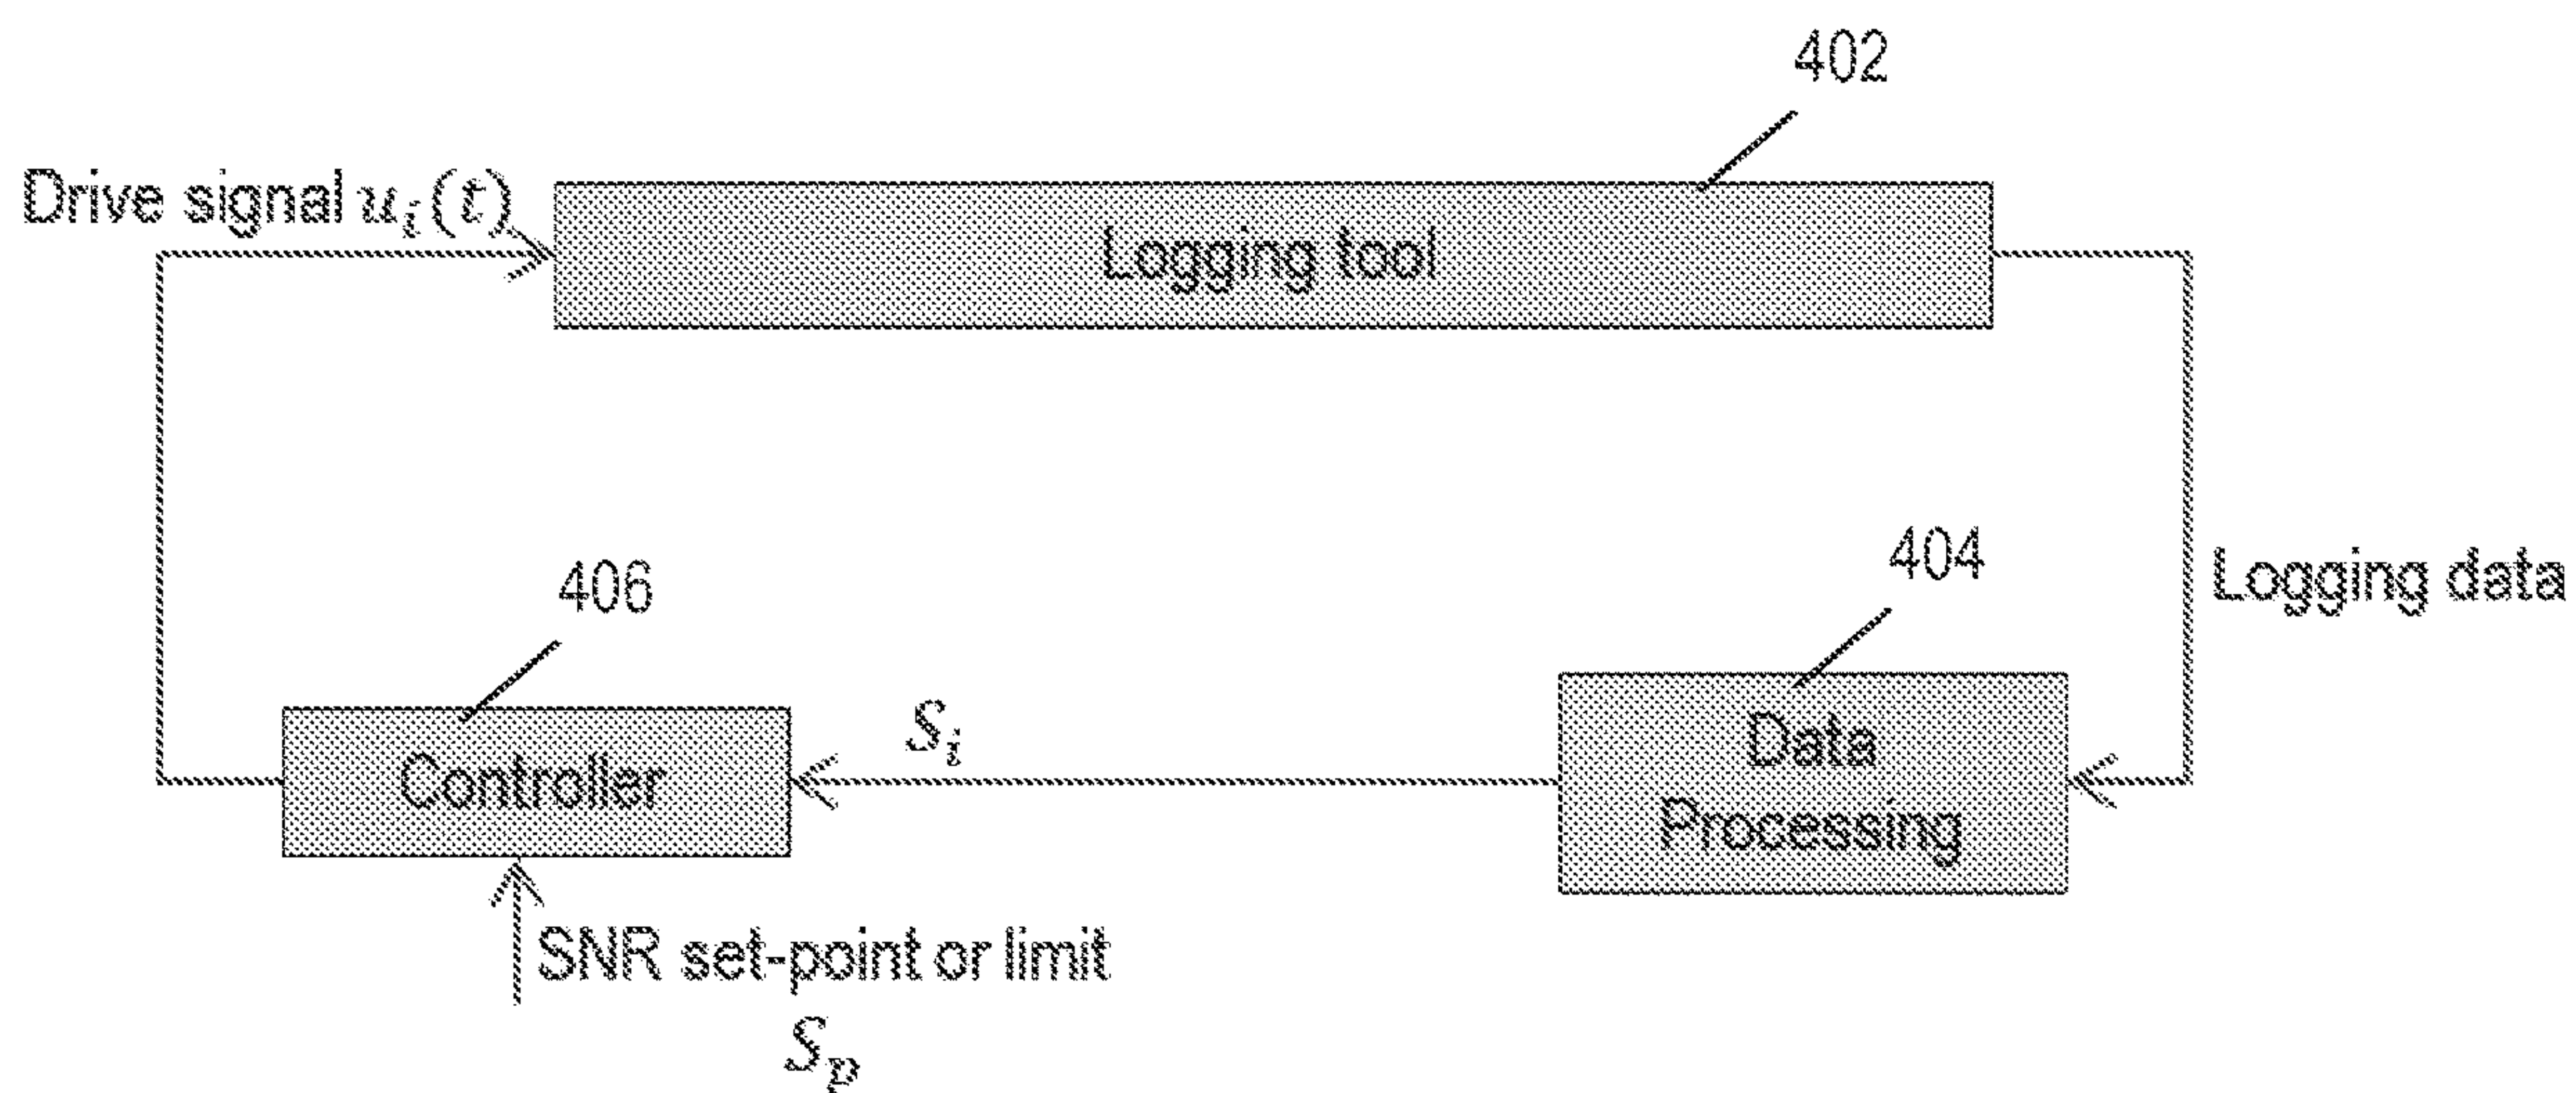 402
Drive signal u_i(t)
Logging tool
406
404
Logging data
S_i
Controller
Data
Processing
SNR set-point or limit
S_p